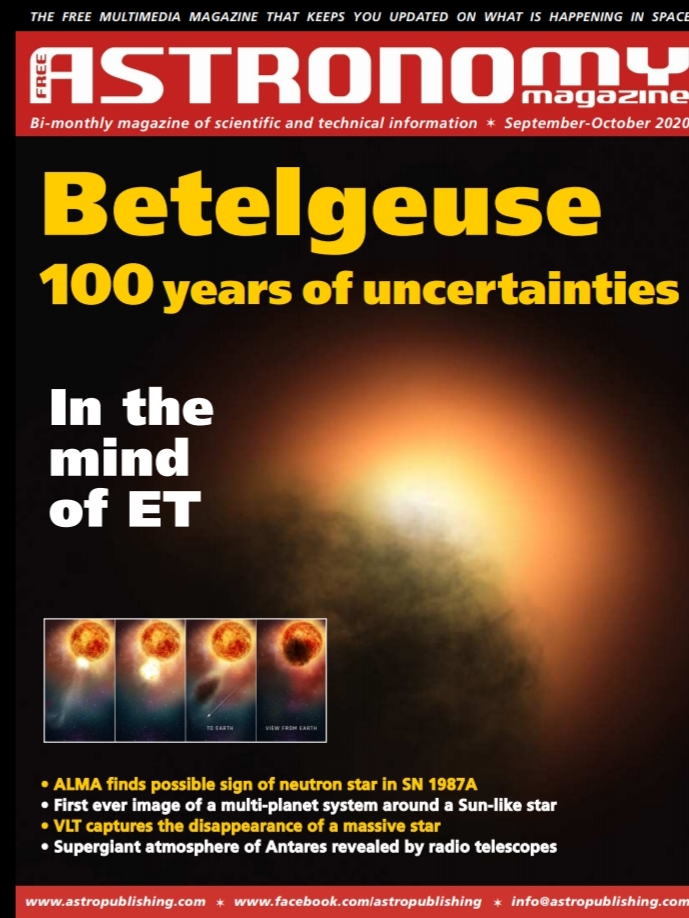 THE FREE MULTIMEDIA MAGAZINE THAT KEEPS YOU UPDATED ON WHAT IS HAPPENING IN SPACE
FREE ASTRONOMY
magazine
Bi-monthly magazine of scientific and technical information ✶ September-October 2020
Betelgeuse
100 years of uncertainties
In the
mind
of ET
TO EARTH
VIEW FROM EARTH
• ALMA finds possible sign of neutron star in SN 1987A
• First ever image of a multi-planet system around a Sun-like star
• VLT captures the disappearance of a massive star
• Supergiant atmosphere of Antares revealed by radio telescopes
www.astropublishing.com ✶ www.facebook.com/astropublishing ✶ info@astropublishing.com